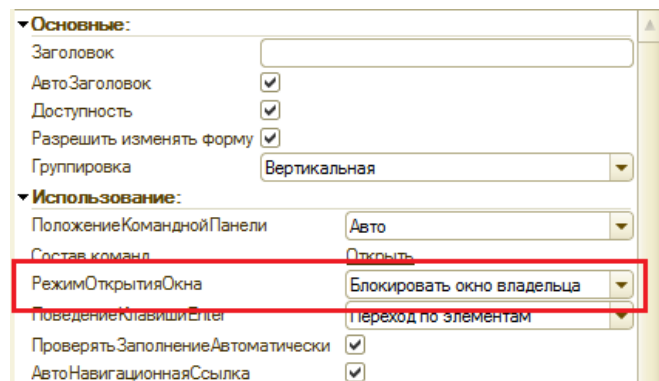 Основные:
Заголовок
АвтоЗаголовок
Доступность
Разрешить изменять форму
Группировка Вертикальная
Использование:
ПоложениеКоманднойПанели Авто
Состав команд Открыть
РежимОткрытияОкна Блокировать окно владельца
ПоведениеКлавишиEnter Переход по элементам
ПроверятьЗаполнениеАвтоматически
АвтоНавигационнаяСсылка